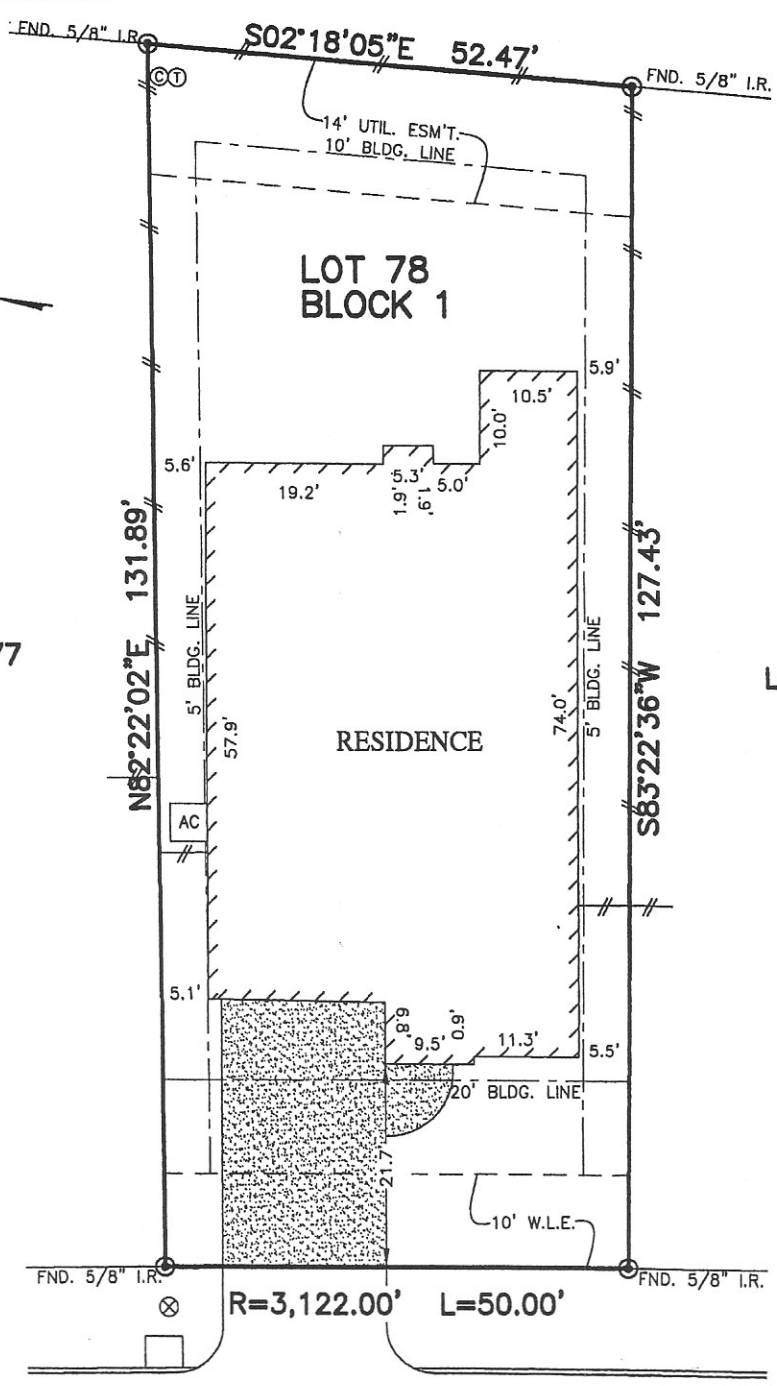 FND. 5/8" I.R.
S02°18'05"E 52.47'
FND. 5/8" I.R.
C T
14' UTIL. ESM'T.
10' BLDG. LINE
LOT 78
BLOCK 1
5.9'
10.5'
10.0'
5.6'
19.2'
5.3'
5.0'
1.9'
1.9'
N82°22'02"E 131.89'
5' BLDG. LINE
57.9'
RESIDENCE
74.0'
5' BLDG. LINE
S83°22'36"W 127.43'
77
L
AC
5.1'
6.8'
9.5'
0.9'
11.3'
5.5'
20' BLDG. LINE
21.7'
10' W.L.E.
FND. 5/8" I.R.
FND. 5/8" I.R.
R=3,122.00' L=50.00'